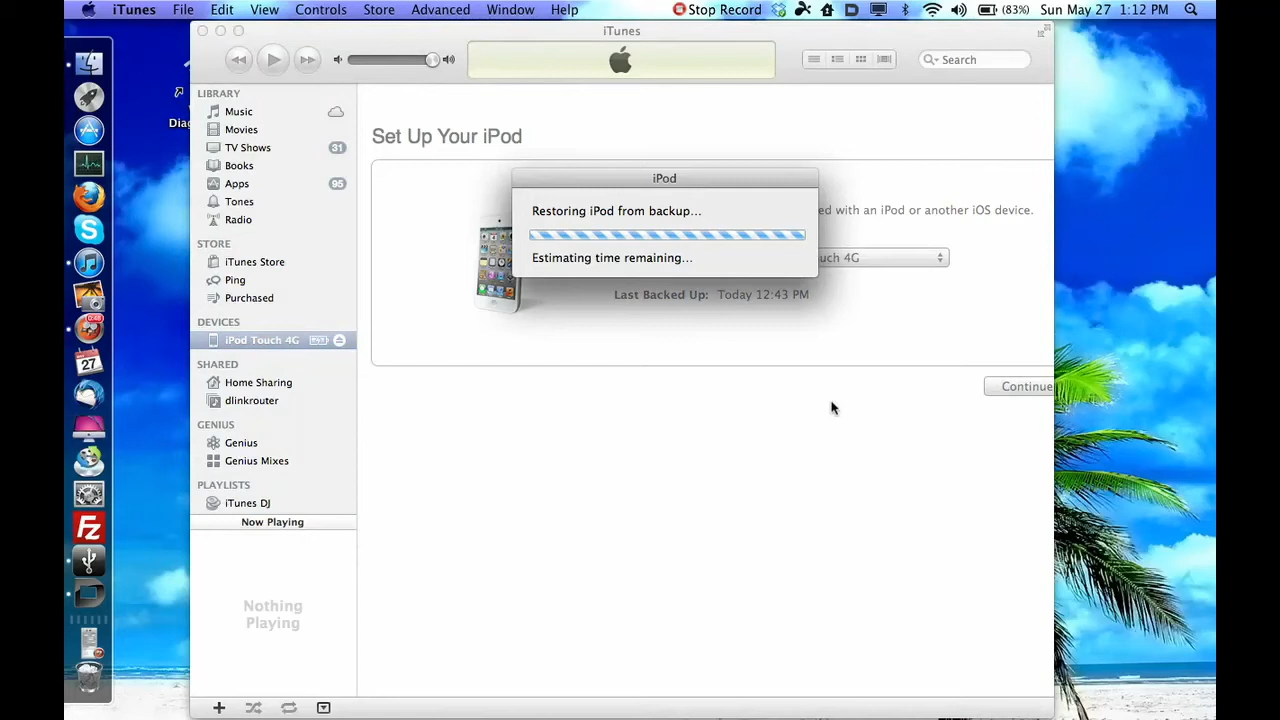 iTunes File Edit View Controls Store Advanced Window Help Stop Record (83%) Sun May 27 1:12 PM
iTunes
Search
LIBRARY
Music
Movies
TV Shows 31
Books
Apps 95
Tones
Radio
STORE
iTunes Store
Ping
Purchased
DEVICES
iPod Touch 4G
SHARED
Home Sharing
dlinkrouter
GENIUS
Genius
Genius Mixes
PLAYLISTS
iTunes DJ
Now Playing
Nothing
Playing
Set Up Your iPod
iPod
Restoring iPod from backup...
Estimating time remaining...
ed with an iPod or another iOS device.
uch 4G
Last Backed Up: Today 12:43 PM
Continue
Diag
0:48
27
FZ